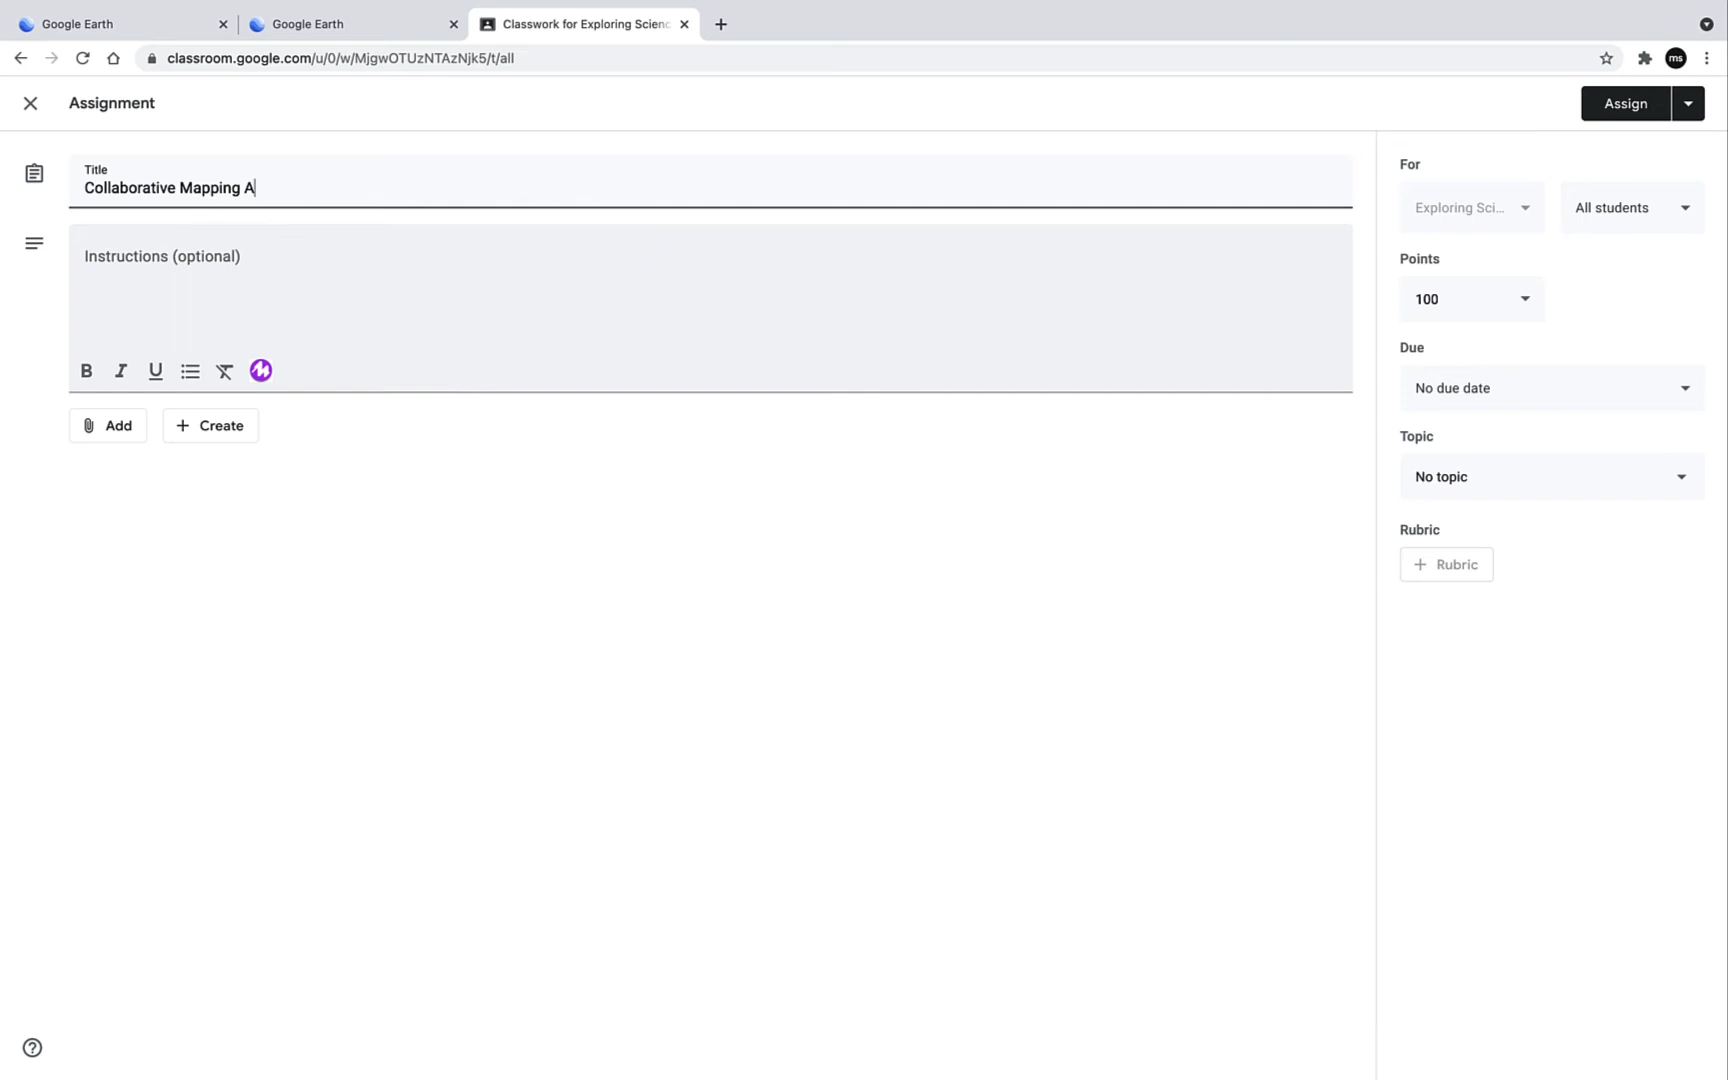 Google Earth
Google Earth
Classwork for Exploring Scienc
classroom.google.com/u/0/w/MjgwOTUzNTAzNjk5/t/all
ms
Assignment
Assign
Title
Collaborative Mapping A
Instructions (optional)
B I U
Add
Create
For
Exploring Sci...
All students
Points
100
Due
No due date
Topic
No topic
Rubric
Rubric